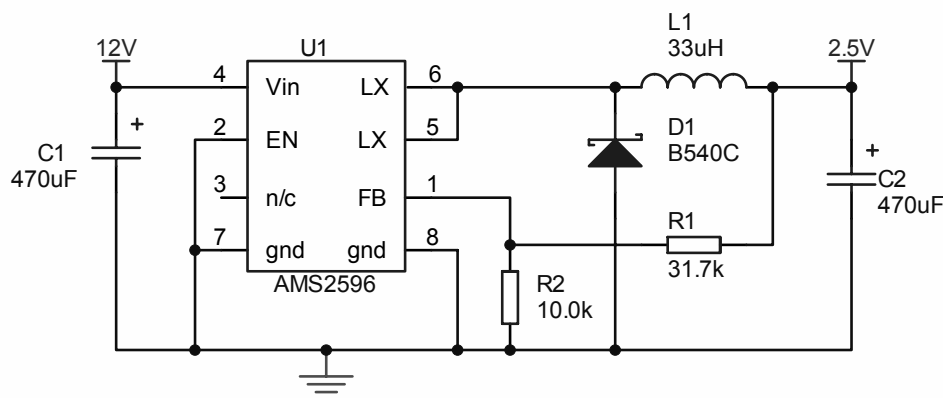 12V
U1
L1
33uH
2.5V
4
Vin
LX
6
2
EN
LX
5
3
n/c
FB
1
7
gnd
gnd
8
AMS2596
+
C1
470uF
D1
B540C
+
C2
470uF
R1
31.7k
R2
10.0k